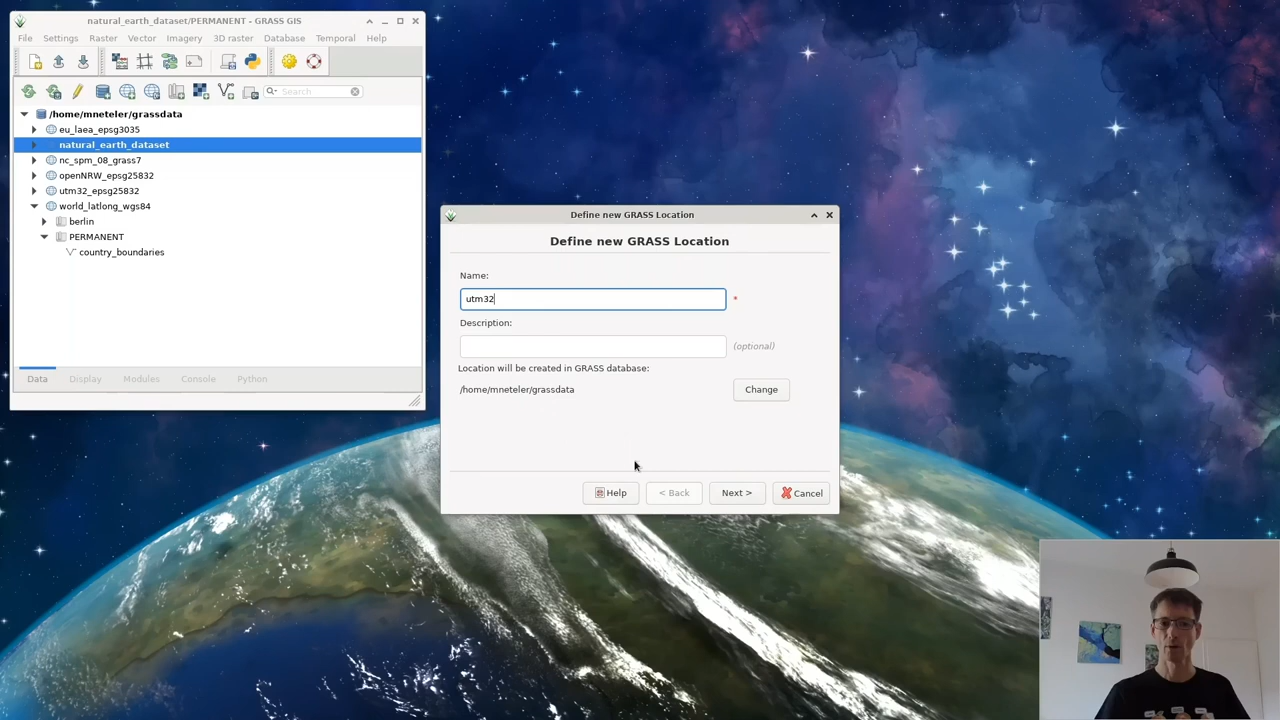 natural_earth_dataset/PERMANENT - GRASS GIS
File Settings Raster Vector Imagery 3D raster Database Temporal Help
Search
/home/mneteler/grassdata
eu_laea_epsg3035
natural_earth_dataset
nc_spm_08_grass7
openNRW_epsg25832
utm32_epsg25832
world_latlong_wgs84
berlin
PERMANENT
country_boundaries
Data Display Modules Console Python
Define new GRASS Location
Define new GRASS Location
Name:
utm32 *
Description:
(optional)
Location will be created in GRASS database:
/home/mneteler/grassdata Change
Help < Back Next > Cancel